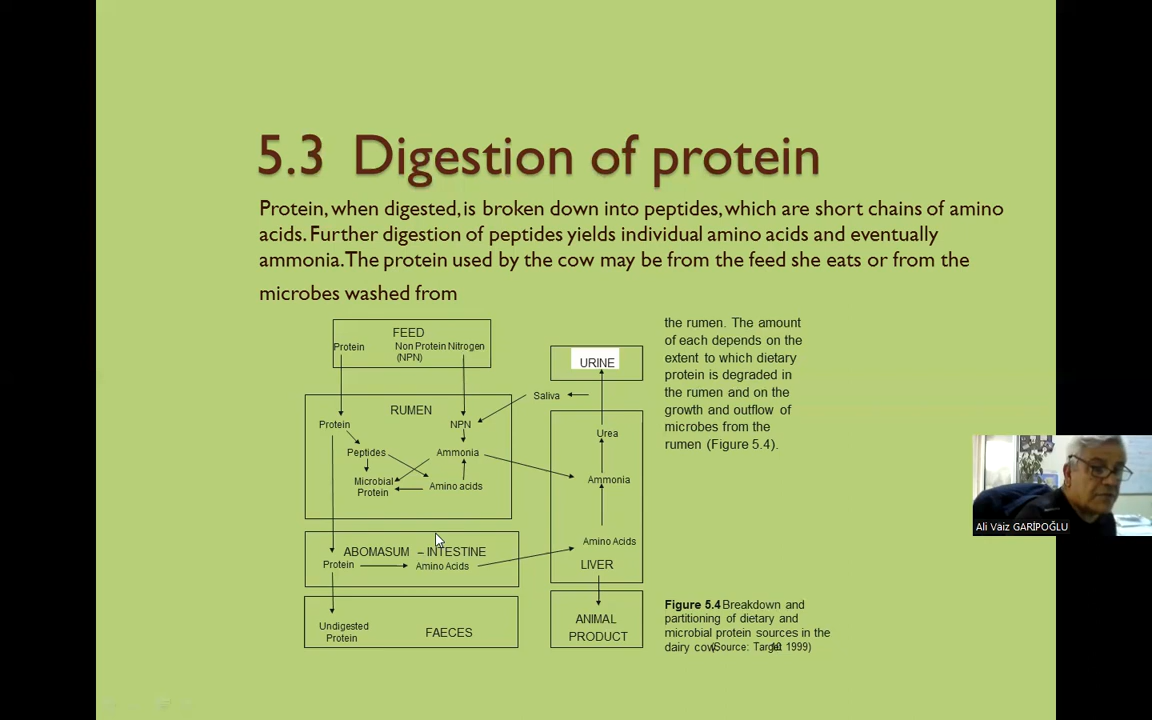 5.3 Digestion of protein
Protein, when digested, is broken down into peptides, which are short chains of amino
acids. Further digestion of peptides yields individual amino acids and eventually
ammonia. The protein used by the cow may be from the feed she eats or from the
microbes washed from
the rumen. The amount
of each depends on the
extent to which dietary
protein is degraded in
the rumen and on the
growth and outflow of
microbes from the
rumen (Figure 5.4).
FEED
Protein
Non Protein Nitrogen
(NPN)
URINE
Saliva
RUMEN
Protein
NPN
Urea
Peptides
Ammonia
Microbial
Protein
Amino acids
Ammonia
Amino Acids
ABOMASUM – INTESTINE
Protein
Amino Acids
LIVER
Undigested
Protein
FAECES
ANIMAL
PRODUCT
Figure 5.4 Breakdown and
partitioning of dietary and
microbial protein sources in the
dairy cow (Source: Target 1999)
Ali Vaiz GARİPOĞLU